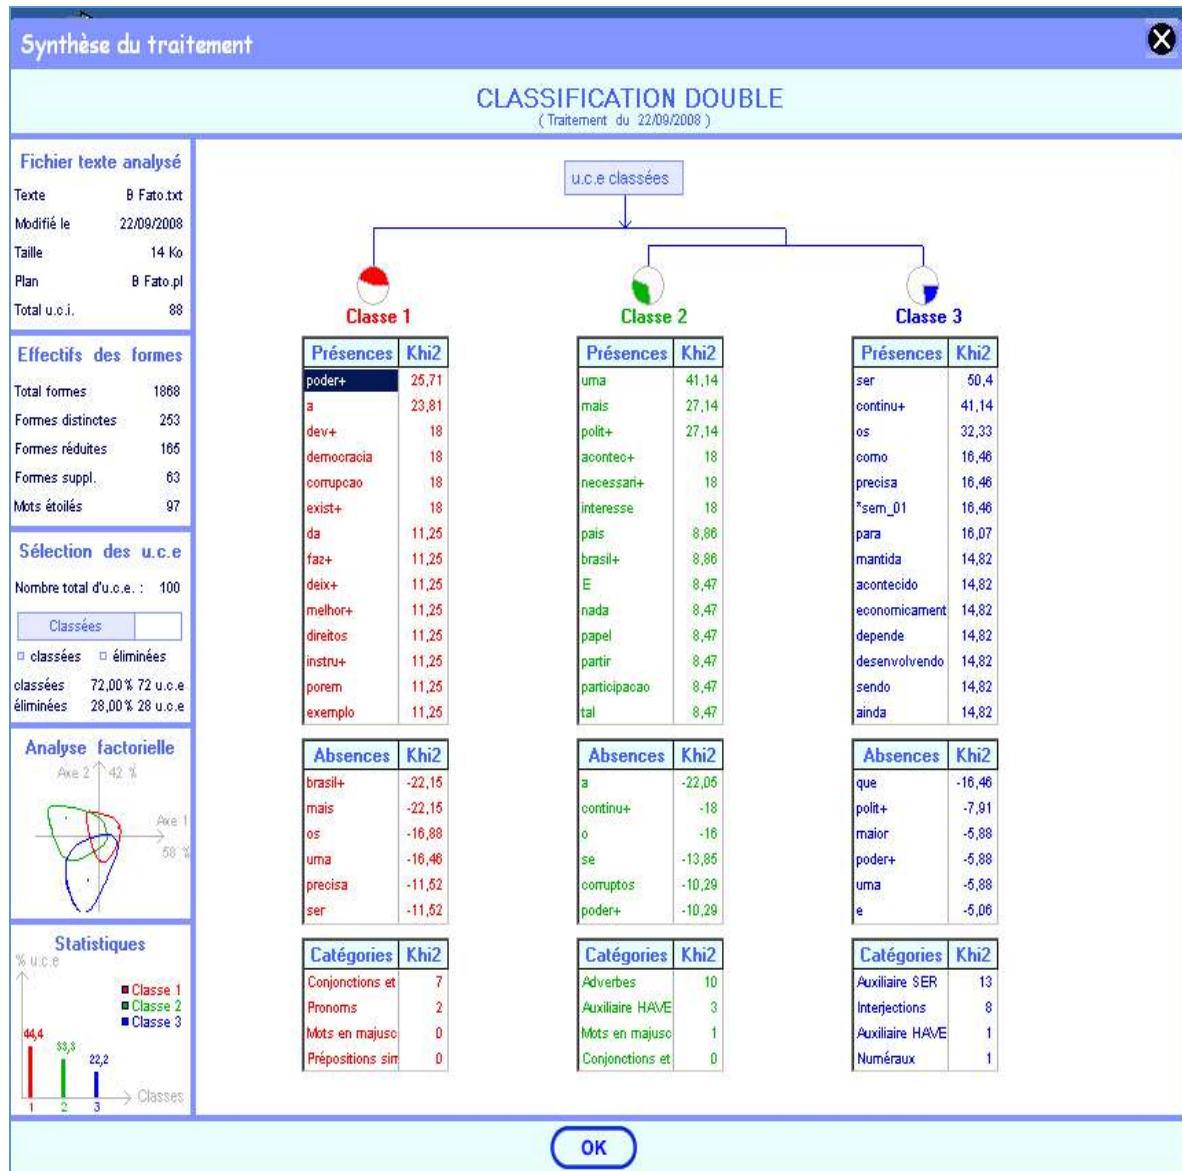 Synthèse du traitement
CLASSIFICATION DOUBLE
( Traitement du 22/09/2008 )
Fichier texte analysé
Texte B Fato.txt
Modifié le 22/09/2008
Taille 14 Ko
Plan B Fato.pl
Total u.c.i. 88
Effectifs des formes
Total formes 1868
Formes distinctes 253
Formes réduites 165
Formes suppl. 63
Mots étoilés 97
Sélection des u.c.e
Nombre total d'u.c.e. : 100
Classées
classées éliminées
classées 72,00% 72 u.c.e
éliminées 28,00% 28 u.c.e
Analyse factorielle
Axe 2 42 %
Axe 1
58 %
Statistiques
% u.c.e
Classe 1
Classe 2
Classe 3
44,4
33,3
22,2
1 2 3 Classes
u.c.e classées
Classe 1
Présences Khi2
poder+ 25,71
a 23,81
dev+ 18
democracia 18
corrupcao 18
exist+ 18
da 11,25
faz+ 11,25
deix+ 11,25
melhor+ 11,25
direitos 11,25
instru+ 11,25
porem 11,25
exemplo 11,25
Absences Khi2
brasil+ -22,15
mais -22,15
os -16,88
uma -16,46
precisa -11,52
ser -11,52
Catégories Khi2
Conjonctions et 7
Pronoms 2
Mots en majusc 0
Prépositions sim 0
Classe 2
Présences Khi2
uma 41,14
mais 27,14
polit+ 27,14
acontec+ 18
necessari+ 18
interesse 18
pais 8,86
brasil+ 8,86
E 8,47
nada 8,47
papel 8,47
partir 8,47
participacao 8,47
tal 8,47
Absences Khi2
a -22,05
continu+ -18
o -16
se -13,85
corruptos -10,29
poder+ -10,29
Catégories Khi2
Adverbes 10
Auxiliaire HAVE 3
Mots en majusc 1
Conjonctions et 0
Classe 3
Présences Khi2
ser 50,4
continu+ 41,14
os 32,33
como 16,46
precisa 16,46
*sem_01 16,46
para 16,07
mantida 14,82
acontecido 14,82
economicament 14,82
depende 14,82
desenvolvendo 14,82
sendo 14,82
ainda 14,82
Absences Khi2
que -16,46
polit+ -7,91
maior -5,88
poder+ -5,88
uma -5,88
e -5,06
Catégories Khi2
Auxiliaire SER 13
Interjections 8
Auxiliaire HAVE 1
Numéraux 1
OK